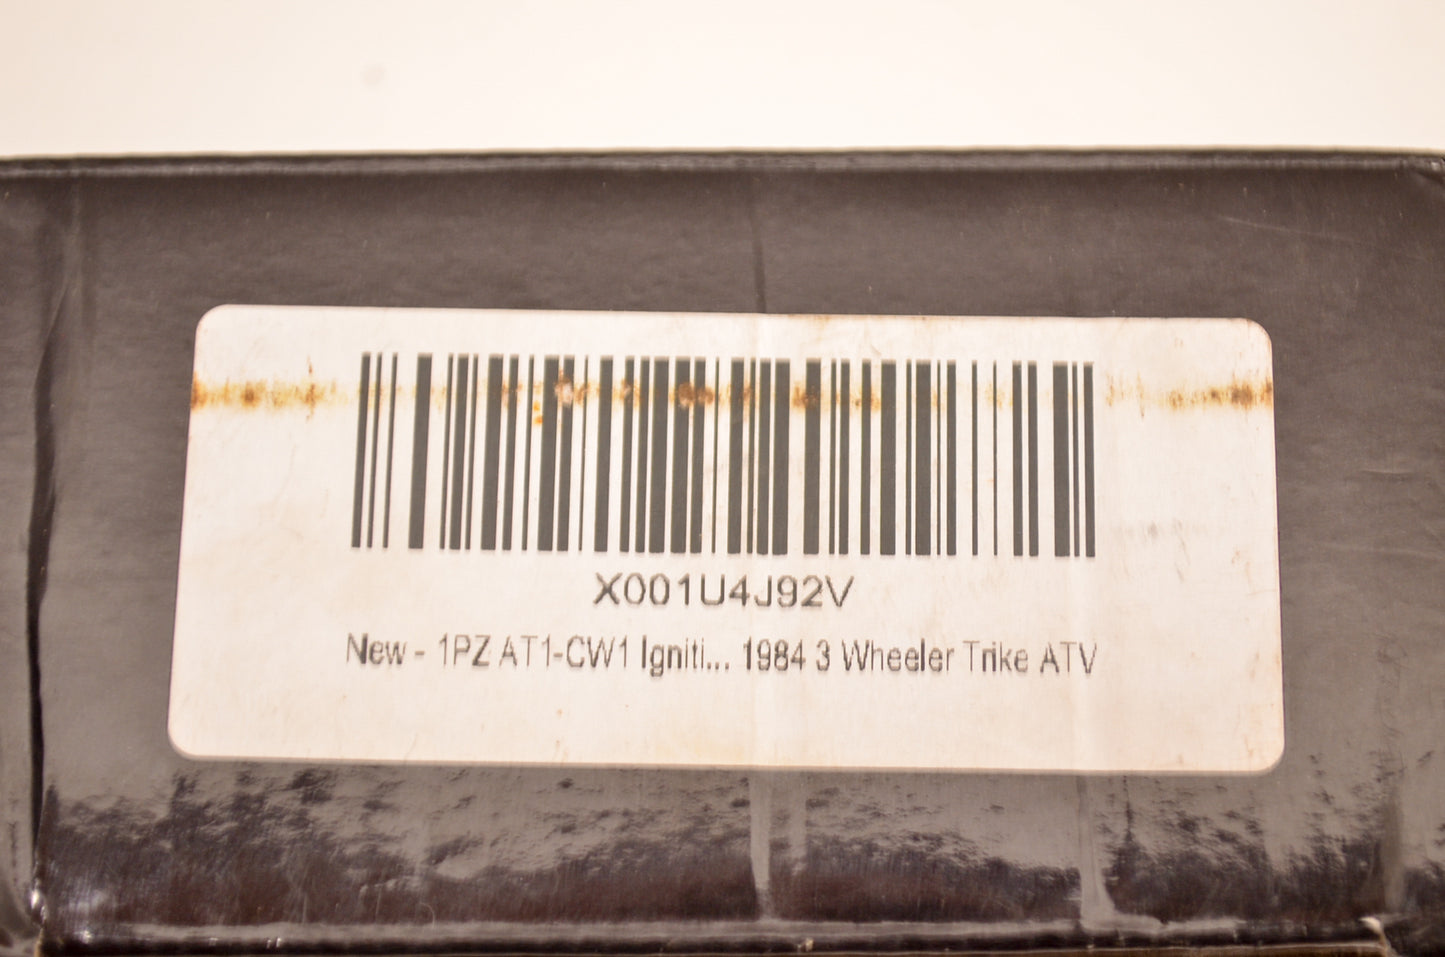 X001U4J92V
New - 1PZ AT1-CW1 Igniti... 1984 3 Wheeler Trike ATV